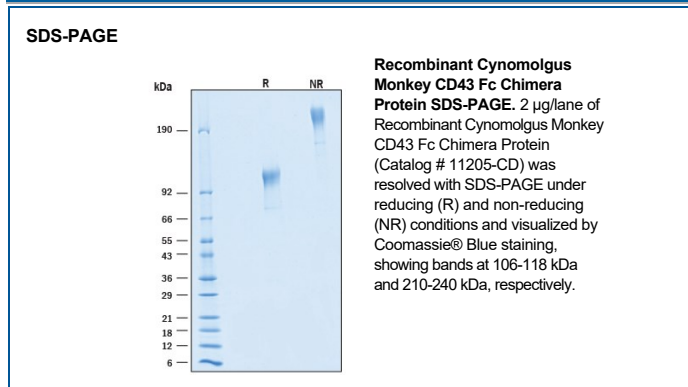 SDS-PAGE
kDa
R
NR
190
92
66
55
43
36
29
21
18
12
6
Recombinant Cynomolgus
Monkey CD43 Fc Chimera
Protein SDS-PAGE. 2 µg/lane of
Recombinant Cynomolgus Monkey
CD43 Fc Chimera Protein
(Catalog # 11205-CD) was
resolved with SDS-PAGE under
reducing (R) and non-reducing
(NR) conditions and visualized by
Coomassie® Blue staining,
showing bands at 106-118 kDa
and 210-240 kDa, respectively.